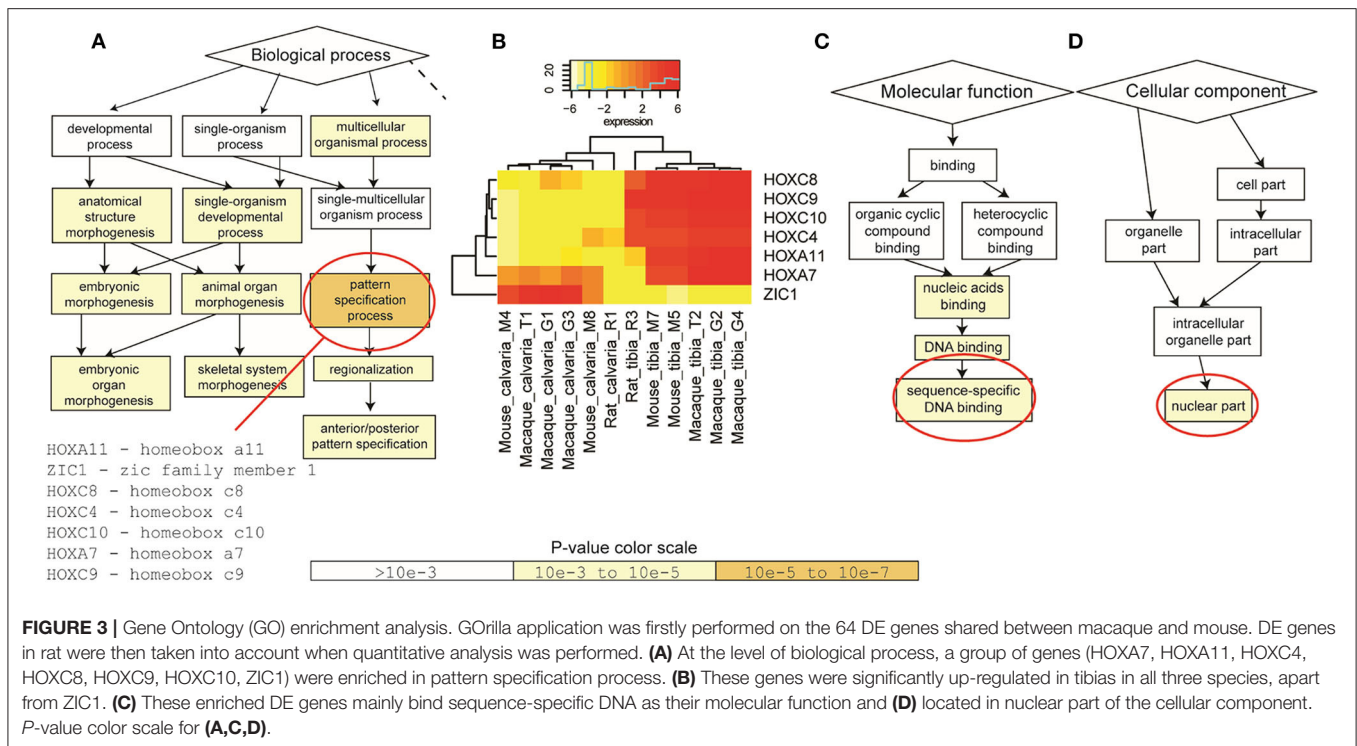 A
Biological process
developmental
process
single-organism
process
multicellular
organismal process
anatomical
structure
morphogenesis
single-organism
developmental
process
single-multicellular
organism process
embryonic
morphogenesis
animal organ
morphogenesis
pattern
specification
process
embryonic
organ
morphogenesis
skeletal system
morphogenesis
regionalization
anterior/posterior
pattern specification
HOXA11 - homeobox a11
ZIC1 - zic family member 1
HOXC8 - homeobox c8
HOXC4 - homeobox c4
HOXC10 - homeobox c10
HOXA7 - homeobox a7
HOXC9 - homeobox c9
B
0 20
-6 -2 2 6
expression
HOXC8
HOXC9
HOXC10
HOXC4
HOXA11
HOXA7
ZIC1
Mouse_calvaria_M4
Macaque_calvaria_T1
Macaque_calvaria_G1
Macaque_calvaria_G3
Mouse_calvaria_M8
Rat_calvaria_R1
Rat_tibia_R3
Mouse_tibia_M7
Mouse_tibia_M5
Macaque_tibia_T2
Macaque_tibia_G2
Macaque_tibia_G4
C
Molecular function
binding
organic cyclic
compound
binding
heterocyclic
compound
binding
nucleic acids
binding
DNA binding
sequence-specific
DNA binding
D
Cellular component
cell part
organelle
part
intracellular
part
intracellular
organelle part
nuclear part
P-value color scale
>10e-3 10e-3 to 10e-5 10e-5 to 10e-7
FIGURE 3 | Gene Ontology (GO) enrichment analysis. GOrilla application was firstly performed on the 64 DE genes shared between macaque and mouse. DE genes
in rat were then taken into account when quantitative analysis was performed. (A) At the level of biological process, a group of genes (HOXA7, HOXA11, HOXC4,
HOXC8, HOXC9, HOXC10, ZIC1) were enriched in pattern specification process. (B) These genes were significantly up-regulated in tibias in all three species, apart
from ZIC1. (C) These enriched DE genes mainly bind sequence-specific DNA as their molecular function and (D) located in nuclear part of the cellular component.
P-value color scale for (A,C,D).